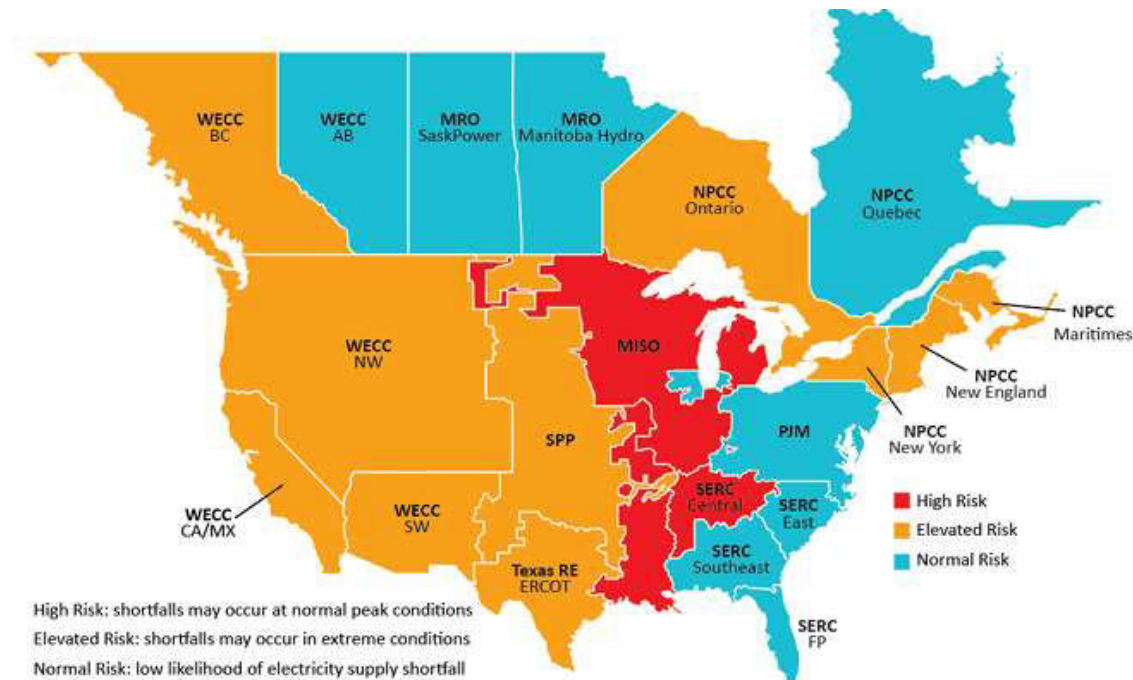 WECC
BC
WECC
AB
MRO
SaskPower
MRO
Manitoba Hydro
NPCC
Ontario
NPCC
Quebec
NPCC
Maritimes
NPCC
New England
NPCC
New York
WECC
NW
MISO
SPP
PJM
WECC
CA/MX
WECC
SW
SERC
Central
SERC
East
SERC
Southeast
Texas RE
ERCOT
SERC
FP
High Risk
Elevated Risk
Normal Risk
High Risk: shortfalls may occur at normal peak conditions
Elevated Risk: shortfalls may occur in extreme conditions
Normal Risk: low likelihood of electricity supply shortfall